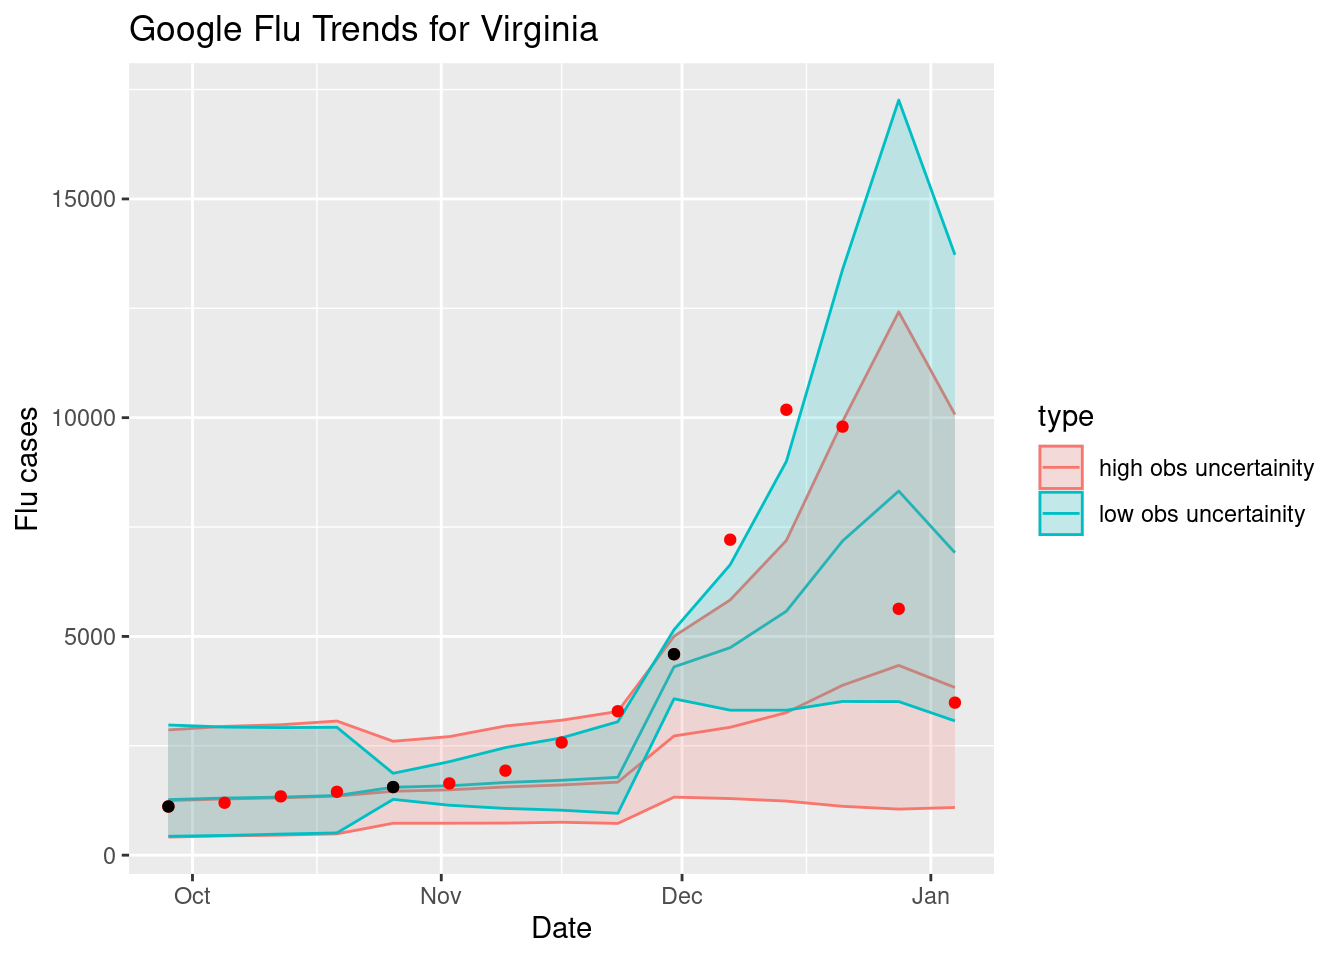 Google Flu Trends for Virginia
Flu cases
15000
10000
5000
0
Oct Nov Dec Jan
Date
type
high obs uncertainity
low obs uncertainity